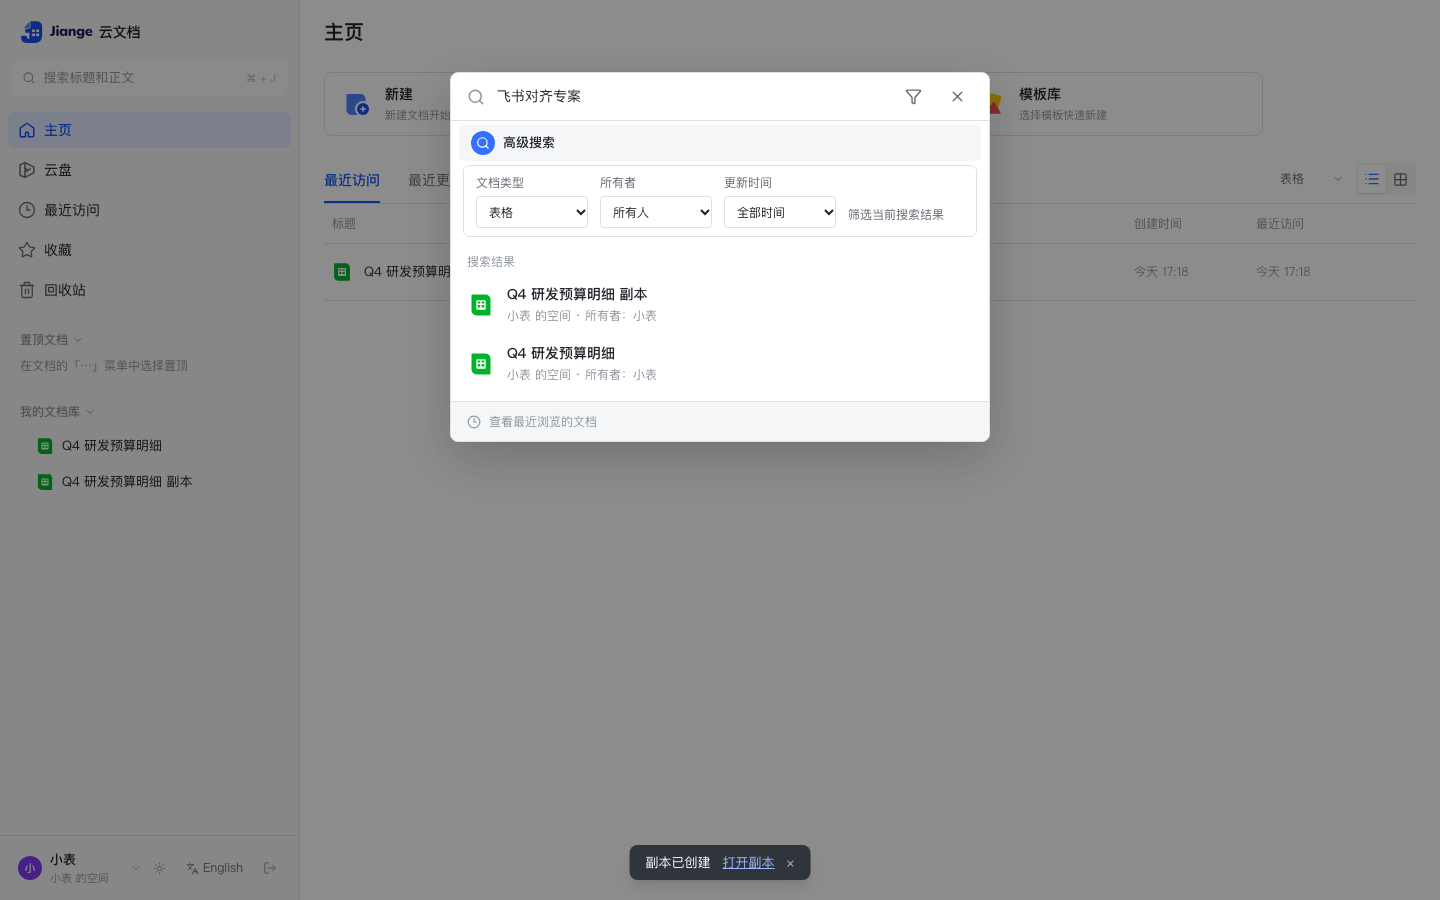 Jiange 云文档
搜索标题和正文
⌘ + J
主页
云盘
最近访问
收藏
回收站
置顶文档
在文档的「…」菜单中选择置顶
我的文档库
Q4 研发预算明细
Q4 研发预算明细 副本
小
小表
小表 的空间
English
主页
新建
新建文档开始
模板库
选择模板快速新建
最近访问
最近更
表格
标题
创建时间
最近访问
Q4 研发预算明
今天 17:18
今天 17:18
飞书对齐专案
高级搜索
文档类型
所有者
更新时间
表格
所有人
全部时间
筛选当前搜索结果
搜索结果
Q4 研发预算明细 副本
小表 的空间 · 所有者：小表
Q4 研发预算明细
小表 的空间 · 所有者：小表
查看最近浏览的文档
副本已创建
打开副本
×